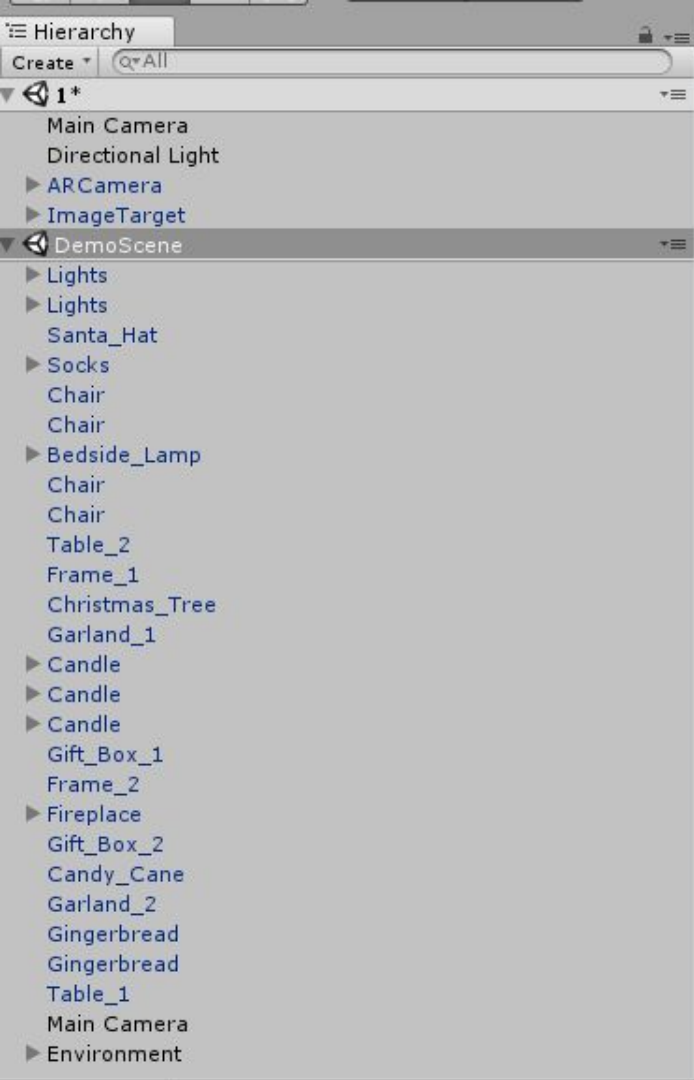 Hierarchy
Create All
1*
Main Camera
Directional Light
ARCamera
ImageTarget
DemoScene
Lights
Lights
Santa_Hat
Socks
Chair
Chair
Bedside_Lamp
Chair
Chair
Table_2
Frame_1
Christmas_Tree
Garland_1
Candle
Candle
Candle
Gift_Box_1
Frame_2
Fireplace
Gift_Box_2
Candy_Cane
Garland_2
Gingerbread
Gingerbread
Table_1
Main Camera
Environment